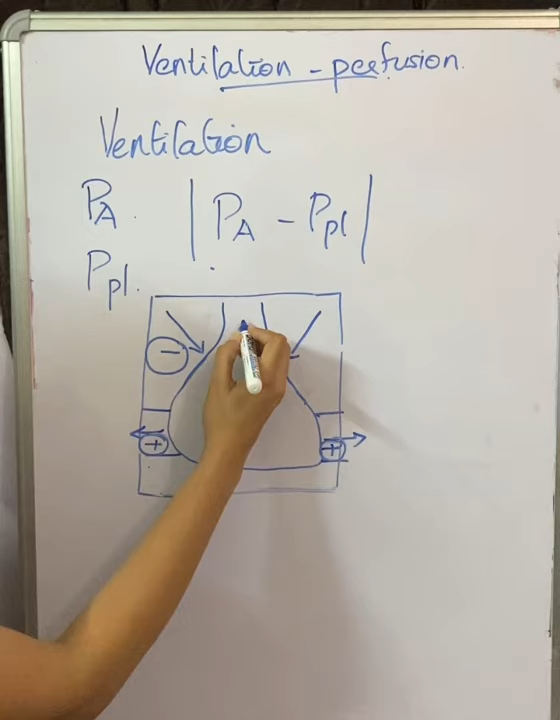 Ventilation - perfusion.
Ventilation
PA. |PA - Ppl|
Ppl.
-
+ +